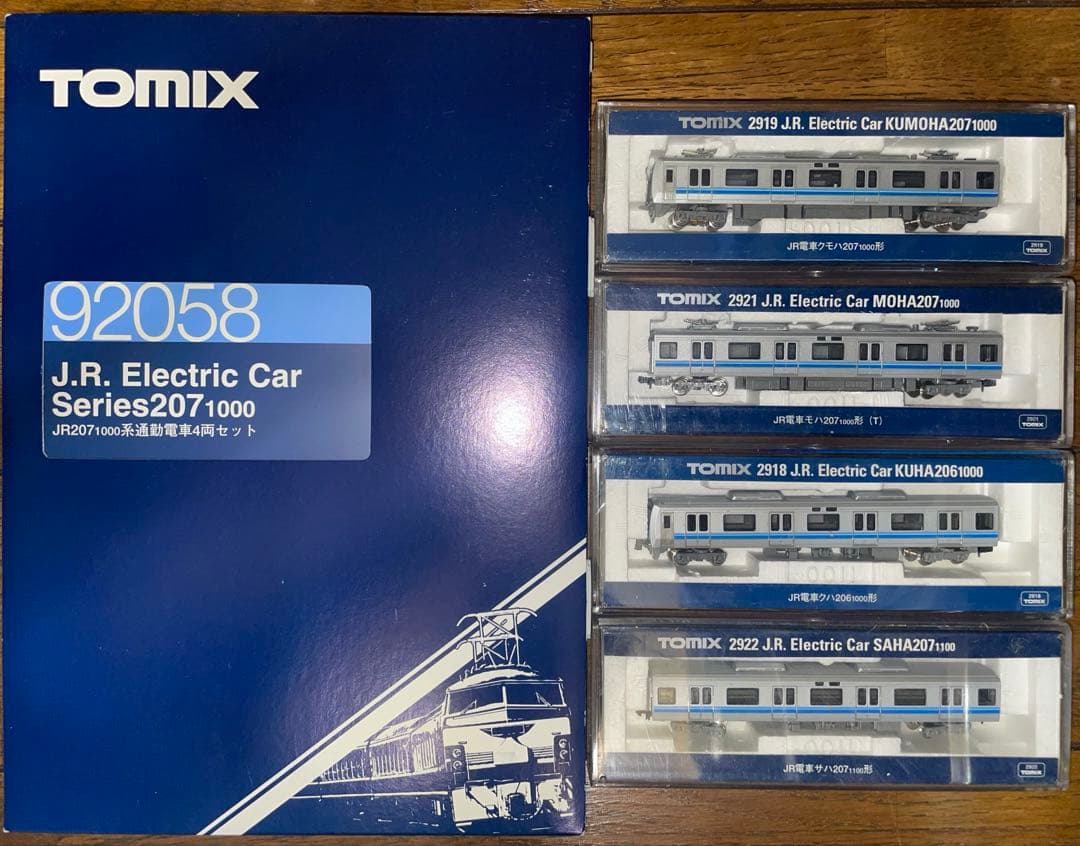 TOMIX
92058
J.R. Electric Car
Series207 1000
JR207 1000系通動電車4両セット
TOMIX 2919 J.R. Electric Car KUMOHA207 1000
JR電車クモハ207 1000形
2919
TOMIX
TOMIX 2921 J.R. Electric Car MOHA207 1000
JR電車モハ207 1000形（T）
2921
TOMIX
TOMIX 2918 J.R. Electric Car KUHA206 1000
JR電車クハ206 1000形
2918
TOMIX
TOMIX 2922 J.R. Electric Car SAHA207 1100
JR電車サハ207 1100形
2922
TOMIX